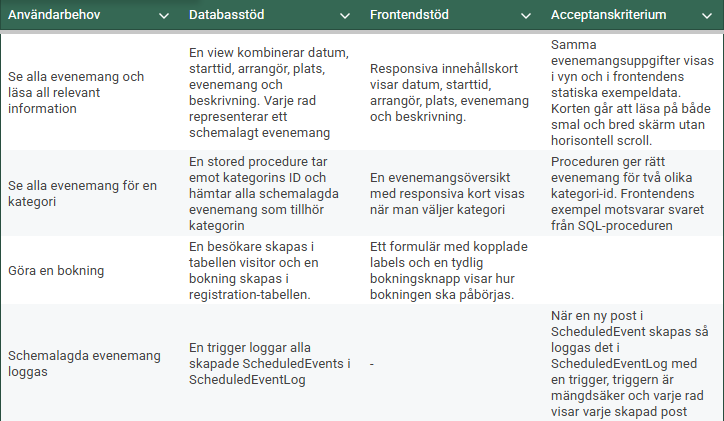 Användarbehov
Databasstöd
Frontendstöd
Acceptanskriterium
Se alla evenemang och
läsa all relevant
information
En view kombinerar datum,
starttid, arrangör, plats,
evenemang och
beskrivning. Varje rad
representerar ett
schemalagt evenemang
Responsiva innehållskort
visar datum, starttid,
arrangör, plats, evenemang
och beskrivning.
Samma
evenemangsuppgifter visas
i vyn och i frontendens
statiska exempeldata.
Korten går att läsa på både
smal och bred skärm utan
horisontell scroll.
Se alla evenemang för en
kategori
En stored procedure tar
emot kategorins ID och
hämtar alla schemalagda
evenemang som tillhör
kategorin
En evenemangsöversikt
med responsiva kort visas
när man väljer kategori
Proceduren ger rätt
evenemang för två olika
kategori-id. Frontendens
exempel motsvarar svaret
från SQL-proceduren
Göra en bokning
En besökare skapas i
tabellen visitor och en
bokning skapas i
registration-tabellen.
Ett formulär med kopplade
labels och en tydlig
bokningsknapp visar hur
bokningen ska påbörjas.
Schemalagda evenemang
loggas
En trigger loggar alla
skapade ScheduledEvents i
ScheduledEventLog
-
När en ny post i
ScheduledEvent skapas så
loggas det i
ScheduledEventLog med
en trigger, triggern är
mängdsäker och varje rad
visar varje skapad post